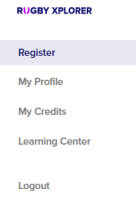 RUGBY XPLORER
Register
My Profile
My Credits
Learning Center
Logout